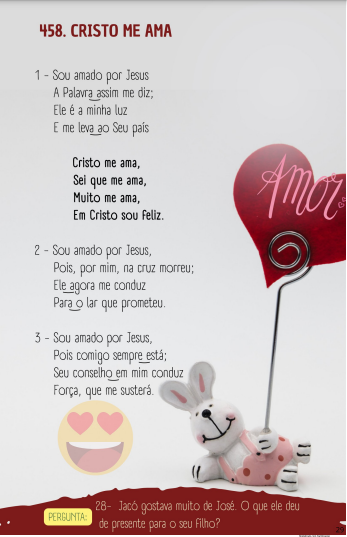 458. CRISTO ME AMA
1 - Sou amado por Jesus
A Palavra assim me diz;
Ele é a minha luz
E me leva ao Seu país
Cristo me ama,
Sei que me ama,
Muito me ama,
Em Cristo sou feliz.
2 - Sou amado por Jesus,
Pois, por mim, na cruz morreu;
Ele agora me conduz
Para o lar que prometeu.
3 - Sou amado por Jesus,
Pois comigo sempre está;
Seu conselho em mim conduz
Força, que me susterá.
Amor
PERGUNTA:
28- Jacó gostava muito de José. O que ele deu
de presente para o seu filho?